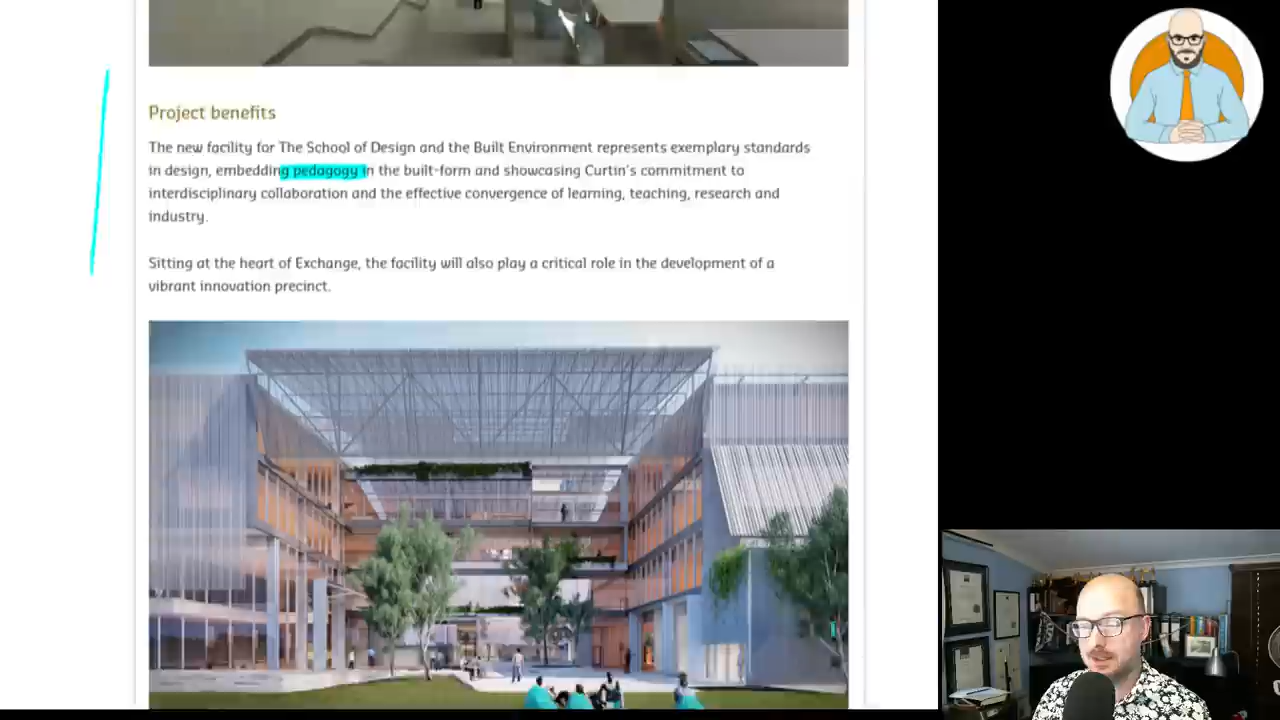 Project benefits
The new facility for The School of Design and the Built Environment represents exemplary standards
in design, embedding pedagogy in the built-form and showcasing Curtin's commitment to
interdisciplinary collaboration and the effective convergence of learning, teaching, research and
industry.
Sitting at the heart of Exchange, the facility will also play a critical role in the development of a
vibrant innovation precinct.